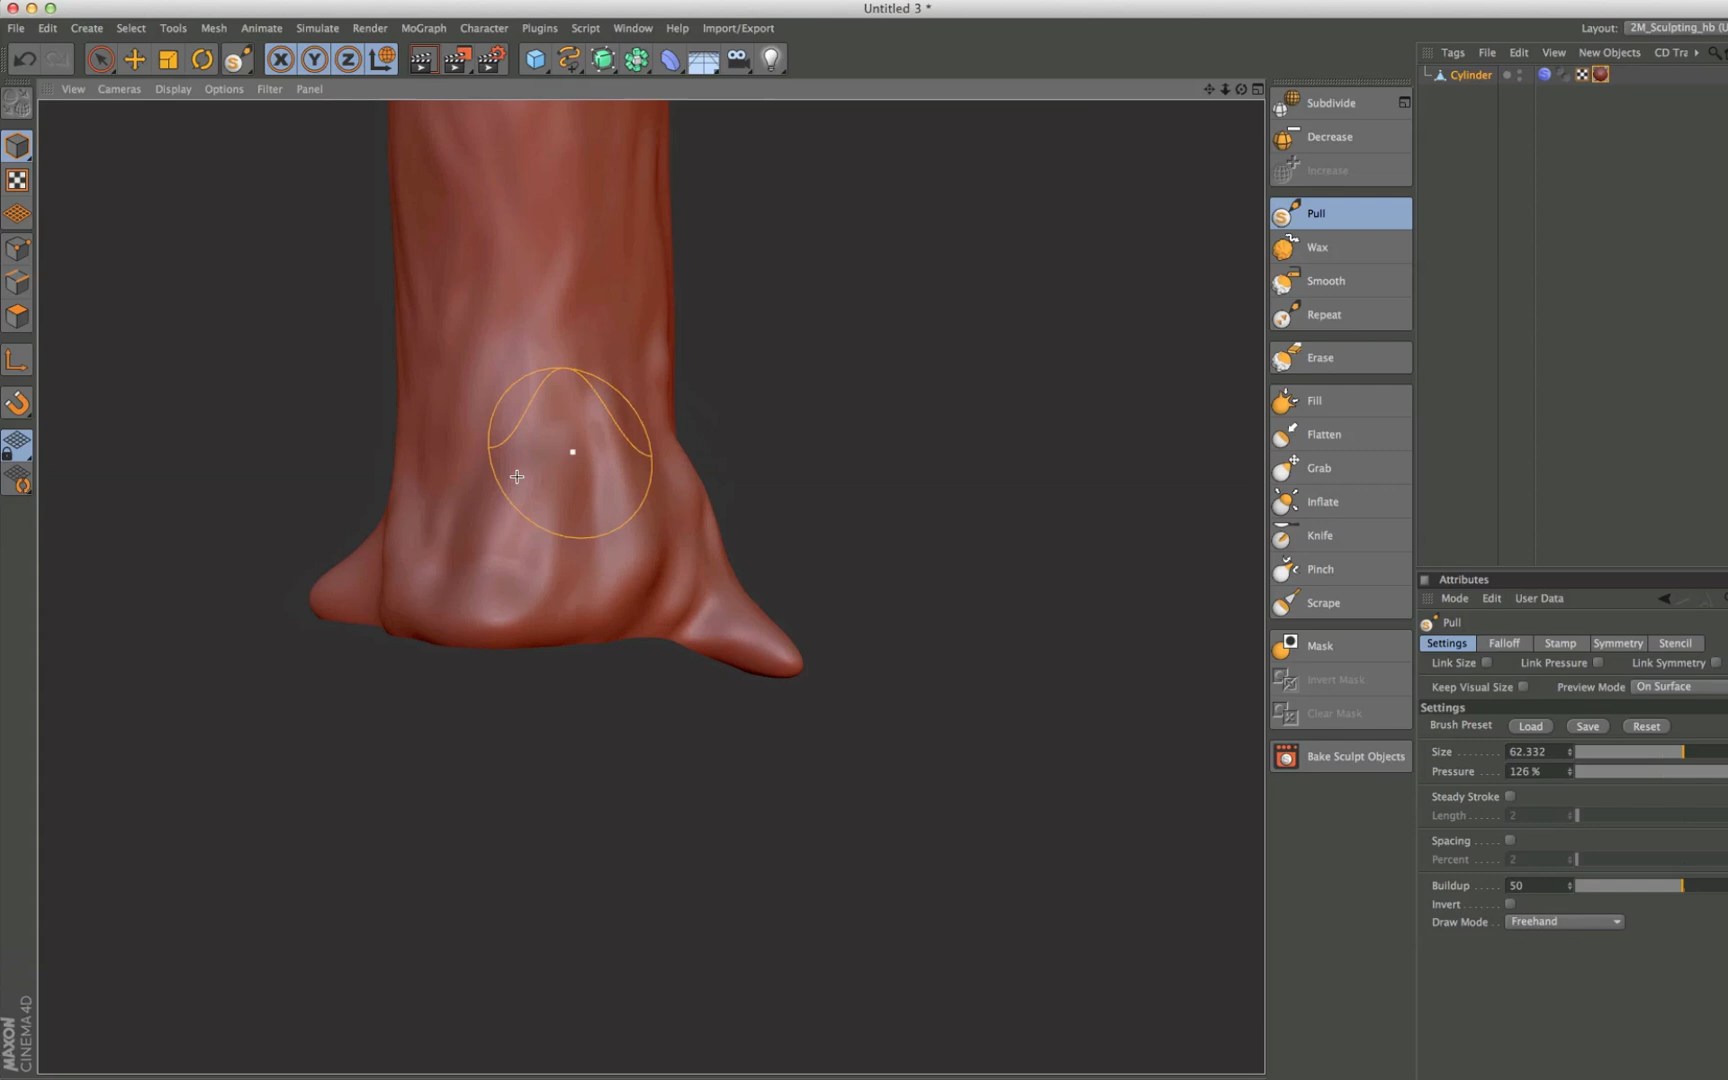 Untitled 3 *
File Edit Create Select Tools Mesh Animate Simulate Render MoGraph Character Plugins Script Window Help Import/Export
Layout: 2M_Sculpting_hb (U
Tags File Edit View New Objects CD Tra
Cylinder
View Cameras Display Options Filter Panel
Subdivide
Decrease
Increase
Pull
Wax
Smooth
Repeat
Erase
Fill
Flatten
Grab
Inflate
Knife
Pinch
Scrape
Mask
Invert Mask
Clear Mask
Bake Sculpt Objects
Attributes
Mode Edit User Data
Pull
Settings Falloff Stamp Symmetry Stencil
Link Size Link Pressure Link Symmetry
Keep Visual Size Preview Mode On Surface
Settings
Brush Preset Load Save Reset
Size 62.332
Pressure 126 %
Steady Stroke
Length 2
Spacing
Percent 2
Buildup 50
Invert
Draw Mode Freehand
MAXON
CINEMA 4D